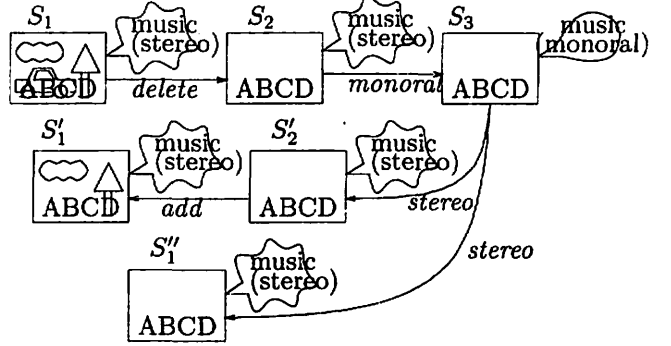 S₁
music
(stereo)
ABCD
delete
S₂
music
(stereo)
ABCD
monoral
S₃
music
(monoral)
ABCD
S′₁
music
(stereo)
ABCD
add
S′₂
music
(stereo)
ABCD
stereo
S″₁
music
(stereo)
ABCD
stereo